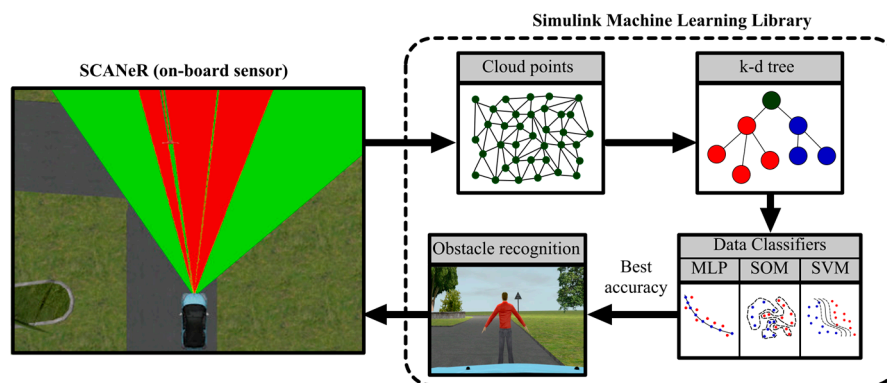 Simulink Machine Learning Library
SCANeR (on-board sensor)
Cloud points
k-d tree
Data Classifiers
MLP SOM SVM
Best
accuracy
Obstacle recognition